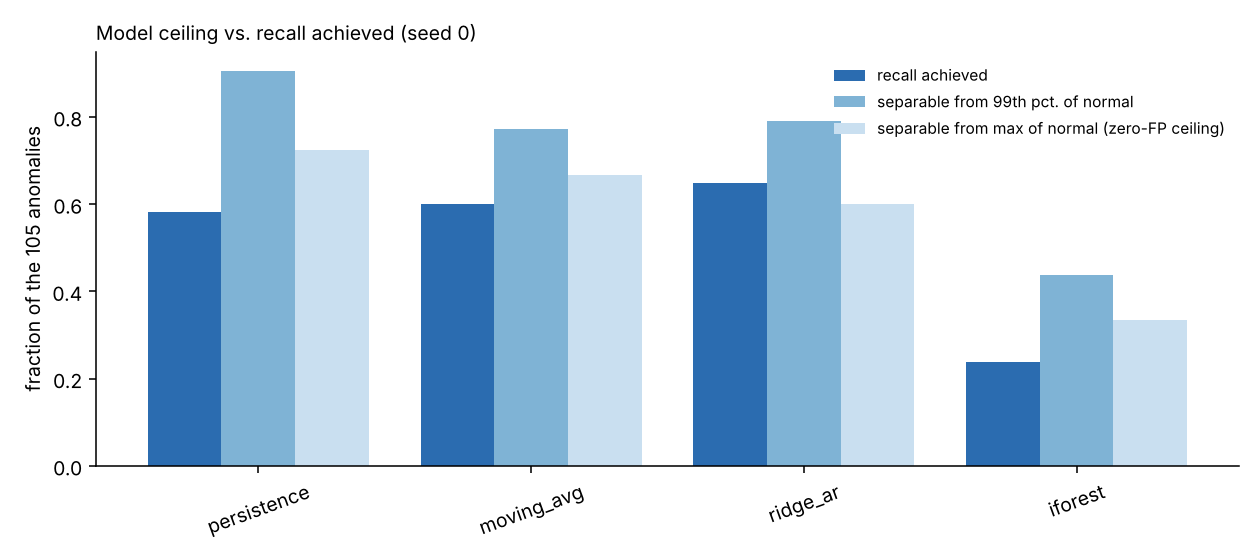 Model ceiling vs. recall achieved (seed 0)
recall achieved
separable from 99th pct. of normal
separable from max of normal (zero-FP ceiling)
fraction of the 105 anomalies
0.8
0.6
0.4
0.2
0.0
persistence
moving_avg
ridge_ar
iforest